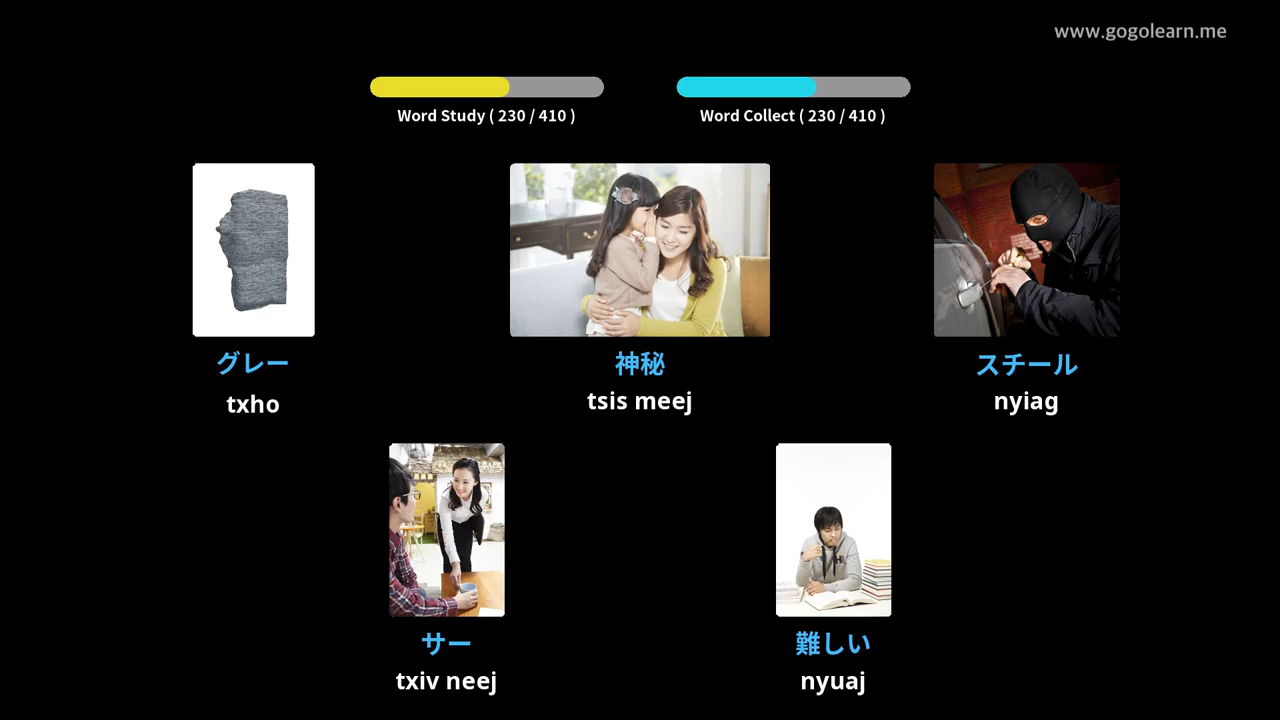 www.gogolearn.me
Word Study ( 230 / 410 )
Word Collect ( 230 / 410 )
グレー
txho
神秘
tsis meej
スチール
nyiag
サー
txiv neej
難しい
nyuaj